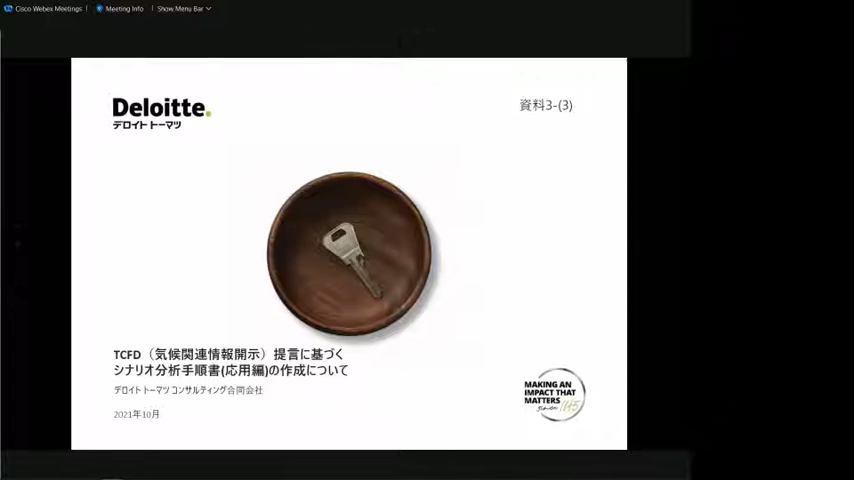 Cisco Webex Meetings | Meeting Info | Show Menu Bar
Deloitte.
デロイト トーマツ
資料3-(3)
TCFD（気候関連情報開示）提言に基づく
シナリオ分析手順書(応用編)の作成について
デロイト トーマツ コンサルティング合同会社
2021年10月
MAKING AN
IMPACT THAT
MATTERS
since 1845